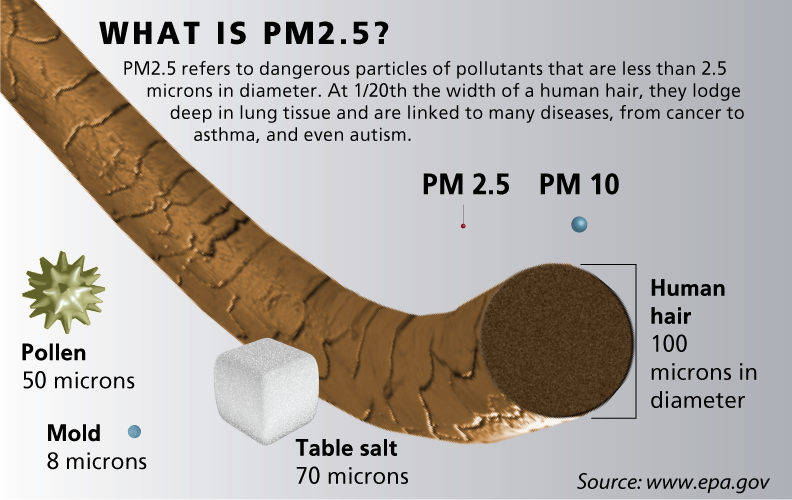 WHAT IS PM2.5?
PM2.5 refers to dangerous particles of pollutants that are less than 2.5
microns in diameter. At 1/20th the width of a human hair, they lodge
deep in lung tissue and are linked to many diseases, from cancer to
asthma, and even autism.
PM 2.5
PM 10
Human
hair
100
microns in
diameter
Pollen
50 microns
Mold
8 microns
Table salt
70 microns
Source: www.epa.gov